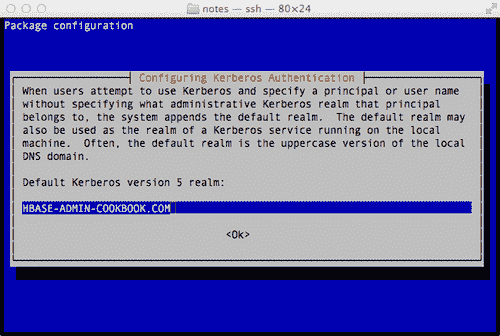 notes — ssh — 80×24
Package configuration
Configuring Kerberos Authentication
When users attempt to use Kerberos and specify a principal or user name
without specifying what administrative Kerberos realm that principal
belongs to, the system appends the default realm.  The default realm may
also be used as the realm of a Kerberos service running on the local
machine.  Often, the default realm is the uppercase version of the local
DNS domain.
Default Kerberos version 5 realm:
HBASE-ADMIN-COOKBOOK.COM
<Ok>